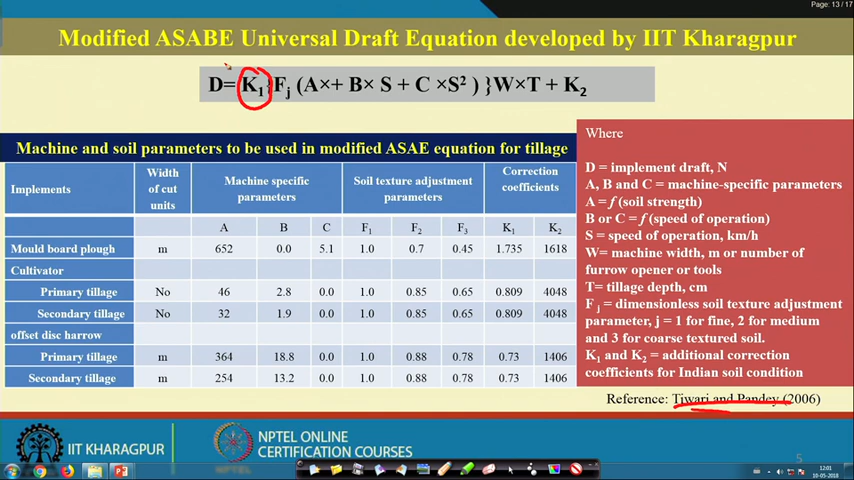 Page: 13 / 17
Modified ASABE Universal Draft Equation developed by IIT Kharagpur
D= K1}Fj (A×+ B× S + C ×S² ) }W×T + K2
Machine and soil parameters to be used in modified ASAE equation for tillage
Implements Width of cut units Machine specific parameters Soil texture adjustment parameters Correction coefficients
A B C F1 F2 F3 K1 K2
Mould board plough m 652 0.0 5.1 1.0 0.7 0.45 1.735 1618
Cultivator
Primary tillage No 46 2.8 0.0 1.0 0.85 0.65 0.809 4048
Secondary tillage No 32 1.9 0.0 1.0 0.85 0.65 0.809 4048
offset disc harrow
Primary tillage m 364 18.8 0.0 1.0 0.88 0.78 0.73 1406
Secondary tillage m 254 13.2 0.0 1.0 0.88 0.78 0.73 1406
Where
D = implement draft, N
A, B and C = machine-specific parameters
A = f (soil strength)
B or C = f (speed of operation)
S = speed of operation, km/h
W= machine width, m or number of
furrow opener or tools
T= tillage depth, cm
F j = dimensionless soil texture adjustment
parameter, j = 1 for fine, 2 for medium
and 3 for coarse textured soil.
K1 and K2 = additional correction
coefficients for Indian soil condition
Reference: Tiwari and Pandey (2006)
IIT KHARAGPUR
NPTEL ONLINE
CERTIFICATION COURSES
5
12:01
10-05-2018